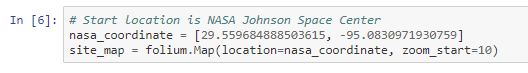 In [6]: # Start location is NASA Johnson Space Center
nasa_coordinate = [29.559684888503615, -95.0830971930759]
site_map = folium.Map(location=nasa_coordinate, zoom_start=10)